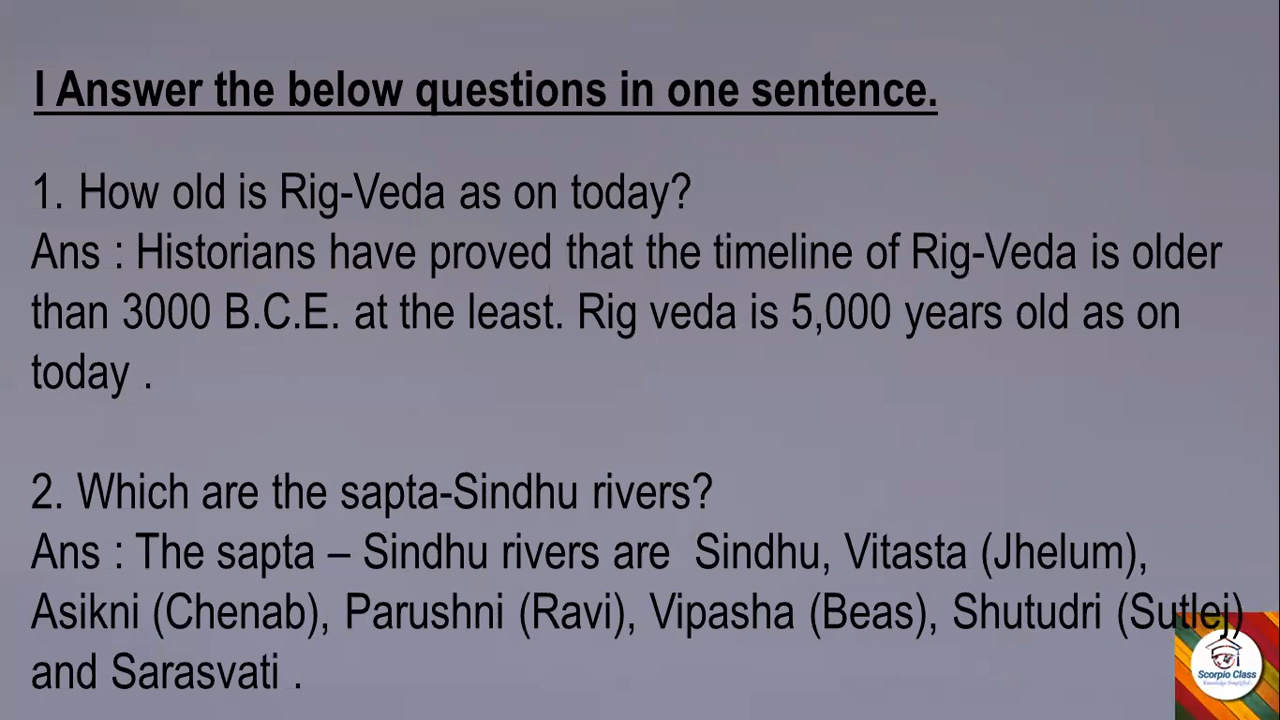 I Answer the below questions in one sentence.
1. How old is Rig-Veda as on today?
Ans : Historians have proved that the timeline of Rig-Veda is older
than 3000 B.C.E. at the least. Rig veda is 5,000 years old as on
today .
2. Which are the sapta-Sindhu rivers?
Ans : The sapta – Sindhu rivers are Sindhu, Vitasta (Jhelum),
Asikni (Chenab), Parushni (Ravi), Vipasha (Beas), Shutudri (Sutlej)
and Sarasvati .
Scorpio Class
Knowledge Simplified